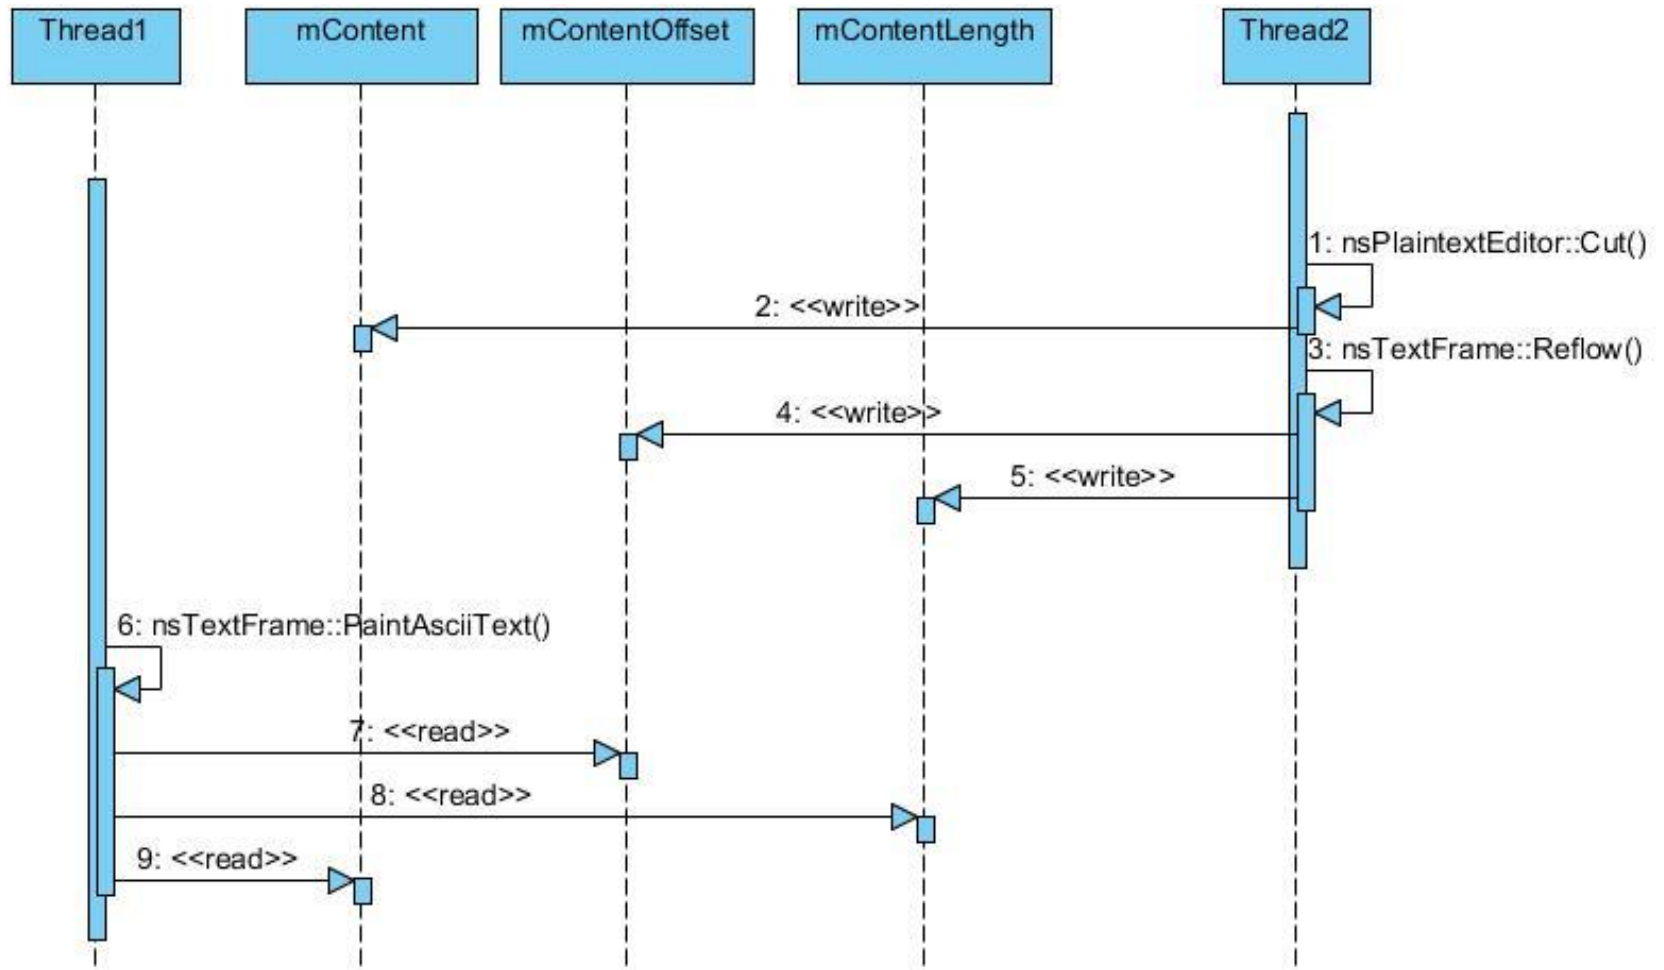 Thread1
mContent
mContentOffset
mContentLength
Thread2
1: nsPlaintextEditor::Cut()
2: <<write>>
3: nsTextFrame::Reflow()
4: <<write>>
5: <<write>>
6: nsTextFrame::PaintAsciiText()
7: <<read>>
8: <<read>>
9: <<read>>